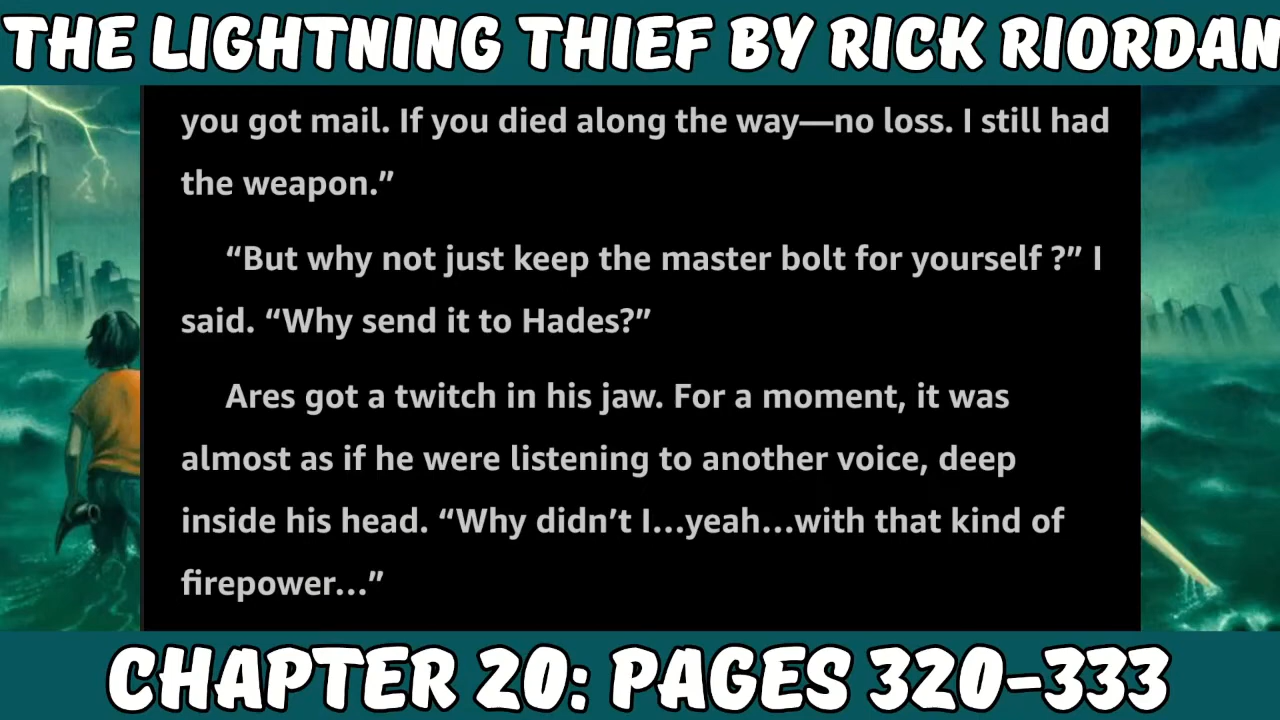 THE LIGHTNING THIEF BY RICK RIORDAN
you got mail. If you died along the way—no loss. I still had
the weapon.”
“But why not just keep the master bolt for yourself ?” I
said. “Why send it to Hades?”
Ares got a twitch in his jaw. For a moment, it was
almost as if he were listening to another voice, deep
inside his head. “Why didn’t I…yeah…with that kind of
firepower…”
CHAPTER 20: PAGES 320-333